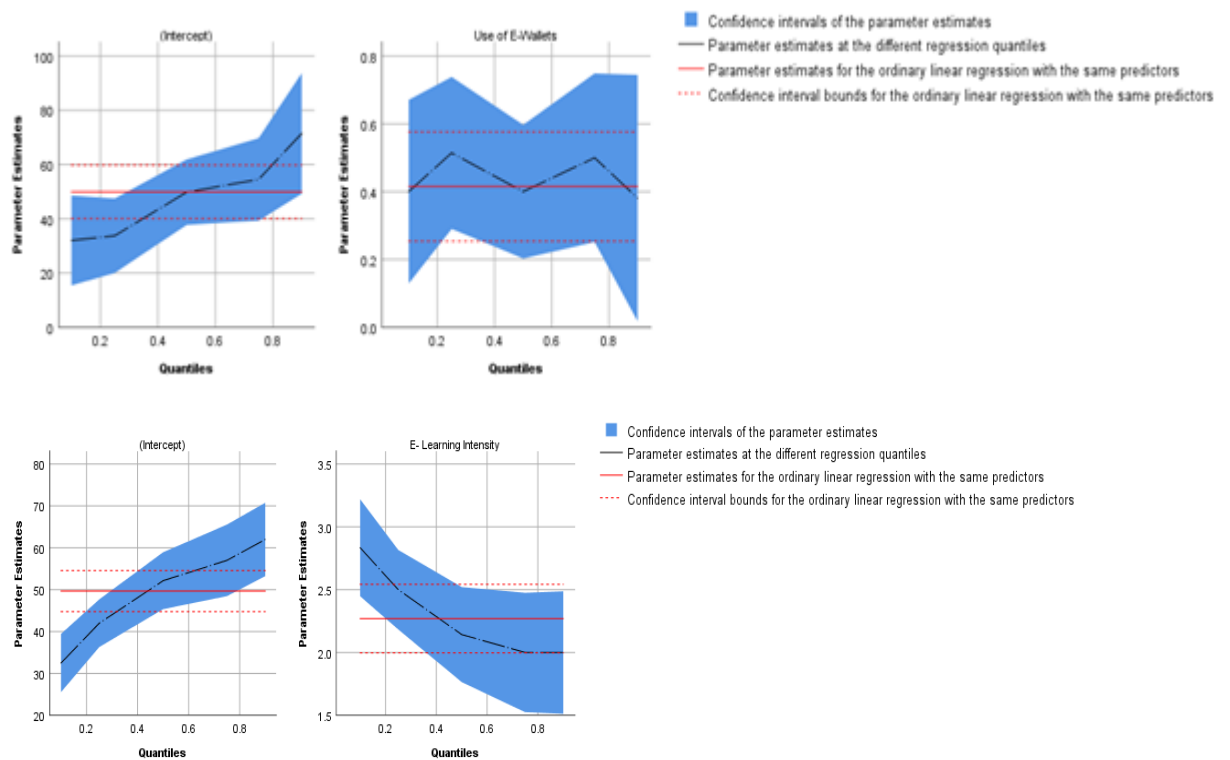 (Intercept)
Use of E-Wallets
Confidence intervals of the parameter estimates
Parameter estimates at the different regression quantiles
Parameter estimates for the ordinary linear regression with the same predictors
Confidence interval bounds for the ordinary linear regression with the same predictors
Parameter Estimates
100
80
60
40
20
0
0.2 0.4 0.6 0.8
Quantiles
Parameter Estimates
0.8
0.6
0.4
0.2
0.0
0.2 0.4 0.6 0.8
Quantiles
(Intercept)
E- Learning Intensity
Confidence intervals of the parameter estimates
Parameter estimates at the different regression quantiles
Parameter estimates for the ordinary linear regression with the same predictors
Confidence interval bounds for the ordinary linear regression with the same predictors
Parameter Estimates
80
70
60
50
40
30
20
0.2 0.4 0.6 0.8
Quantiles
Parameter Estimates
3.5
3.0
2.5
2.0
1.5
0.2 0.4 0.6 0.8
Quantiles